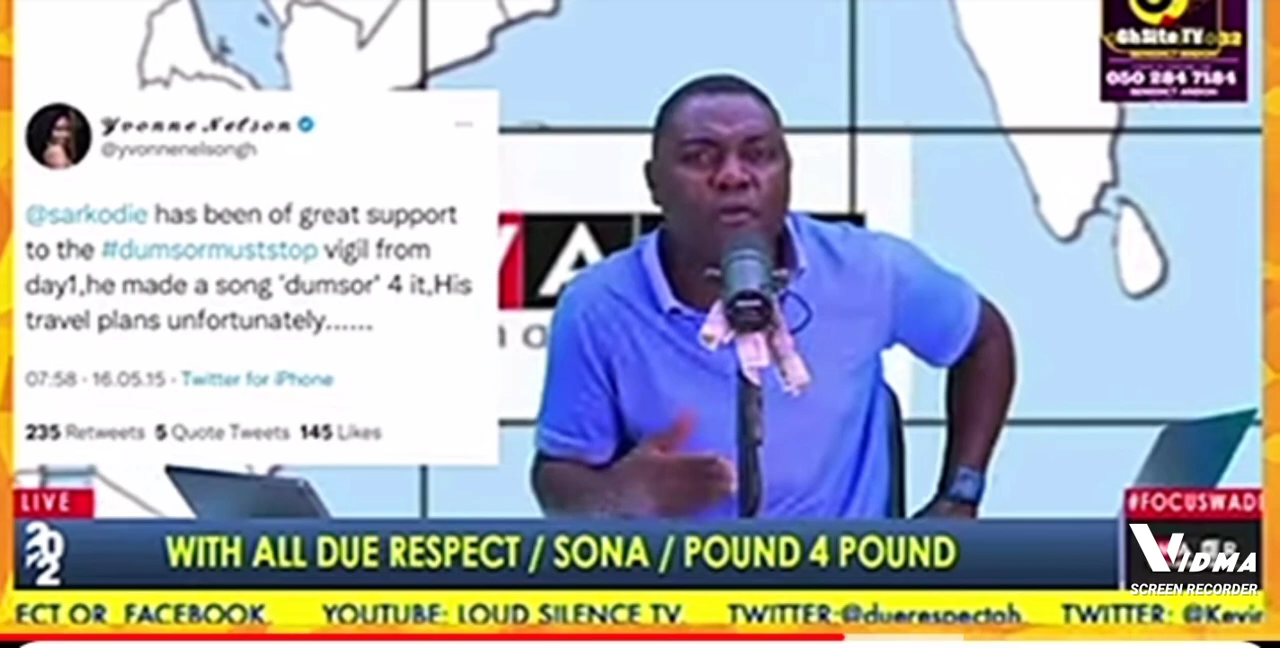 GhSite TV
050 284 7184
Yvonne Nelson
@yvonnenelsongh
@sarkodie has been of great support
to the #dumsormuststop vigil from
day1,he made a song 'dumsor' 4 it,His
travel plans unfortunately......
07:58 - 16.05.15 - Twitter for iPhone
235 Retweets 5 Quote Tweets 145 Likes
A
LIVE
#FOCUSWADE
2022
WITH ALL DUE RESPECT / SONA / POUND 4 POUND
VIDMA
SCREEN RECORDER
ECT OR FACEBOOK. YOUTUBE: LOUD SILENCE TV. TWITTER:@duerespectgh. TWITTER: @Kevin